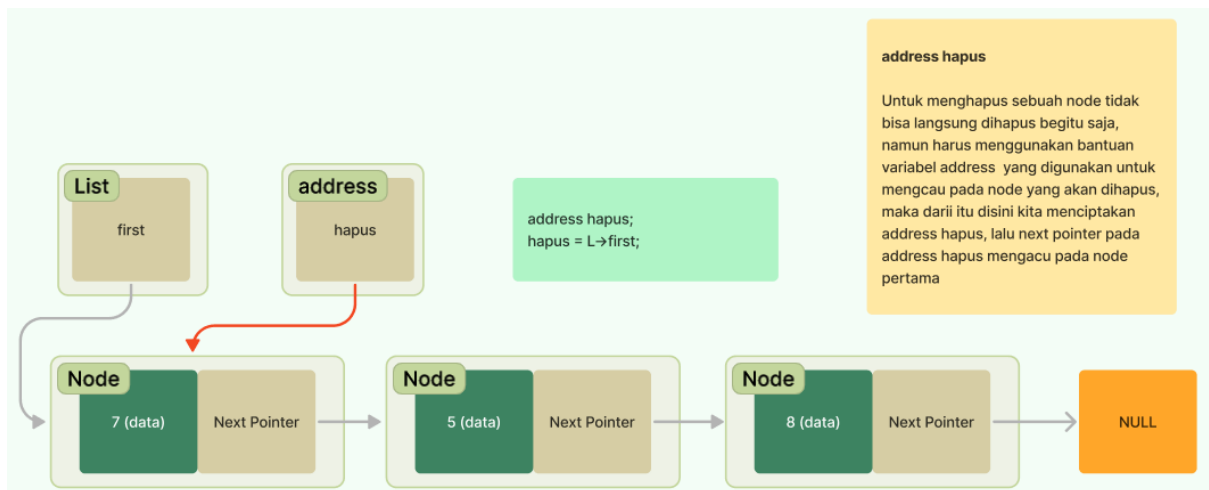 address hapus
Untuk menghapus sebuah node tidak
bisa langsung dihapus begitu saja,
namun harus menggunakan bantuan
variabel address yang digunakan untuk
mengcau pada node yang akan dihapus,
maka darii itu disini kita menciptakan
address hapus, lalu next pointer pada
address hapus mengacu pada node
pertama
List
first
address
hapus
address hapus;
hapus = L→first;
Node
7 (data)
Next Pointer
Node
5 (data)
Next Pointer
Node
8 (data)
Next Pointer
NULL